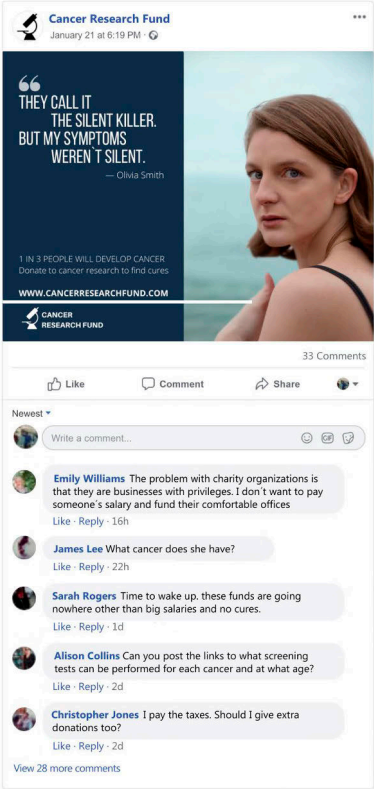 Cancer Research Fund
January 21 at 6:19 PM ·
THEY CALL IT
THE SILENT KILLER.
BUT MY SYMPTOMS
WEREN`T SILENT.
— Olivia Smith
1 IN 3 PEOPLE WILL DEVELOP CANCER
Donate to cancer research to find cures
WWW.CANCERRESEARCHFUND.COM
CANCER
RESEARCH FUND
33 Comments
Like Comment Share
Newest
Write a comment... GIF
Emily Williams The problem with charity organizations is
that they are businesses with privileges. I don´t want to pay
someone´s salary and fund their comfortable offices
Like · Reply · 16h
James Lee What cancer does she have?
Like · Reply · 22h
Sarah Rogers Time to wake up. these funds are going
nowhere other than big salaries and no cures.
Like · Reply · 1d
Alison Collins Can you post the links to what screening
tests can be performed for each cancer and at what age?
Like · Reply · 2d
Christopher Jones I pay the taxes. Should I give extra
donations too?
Like · Reply · 2d
View 28 more comments